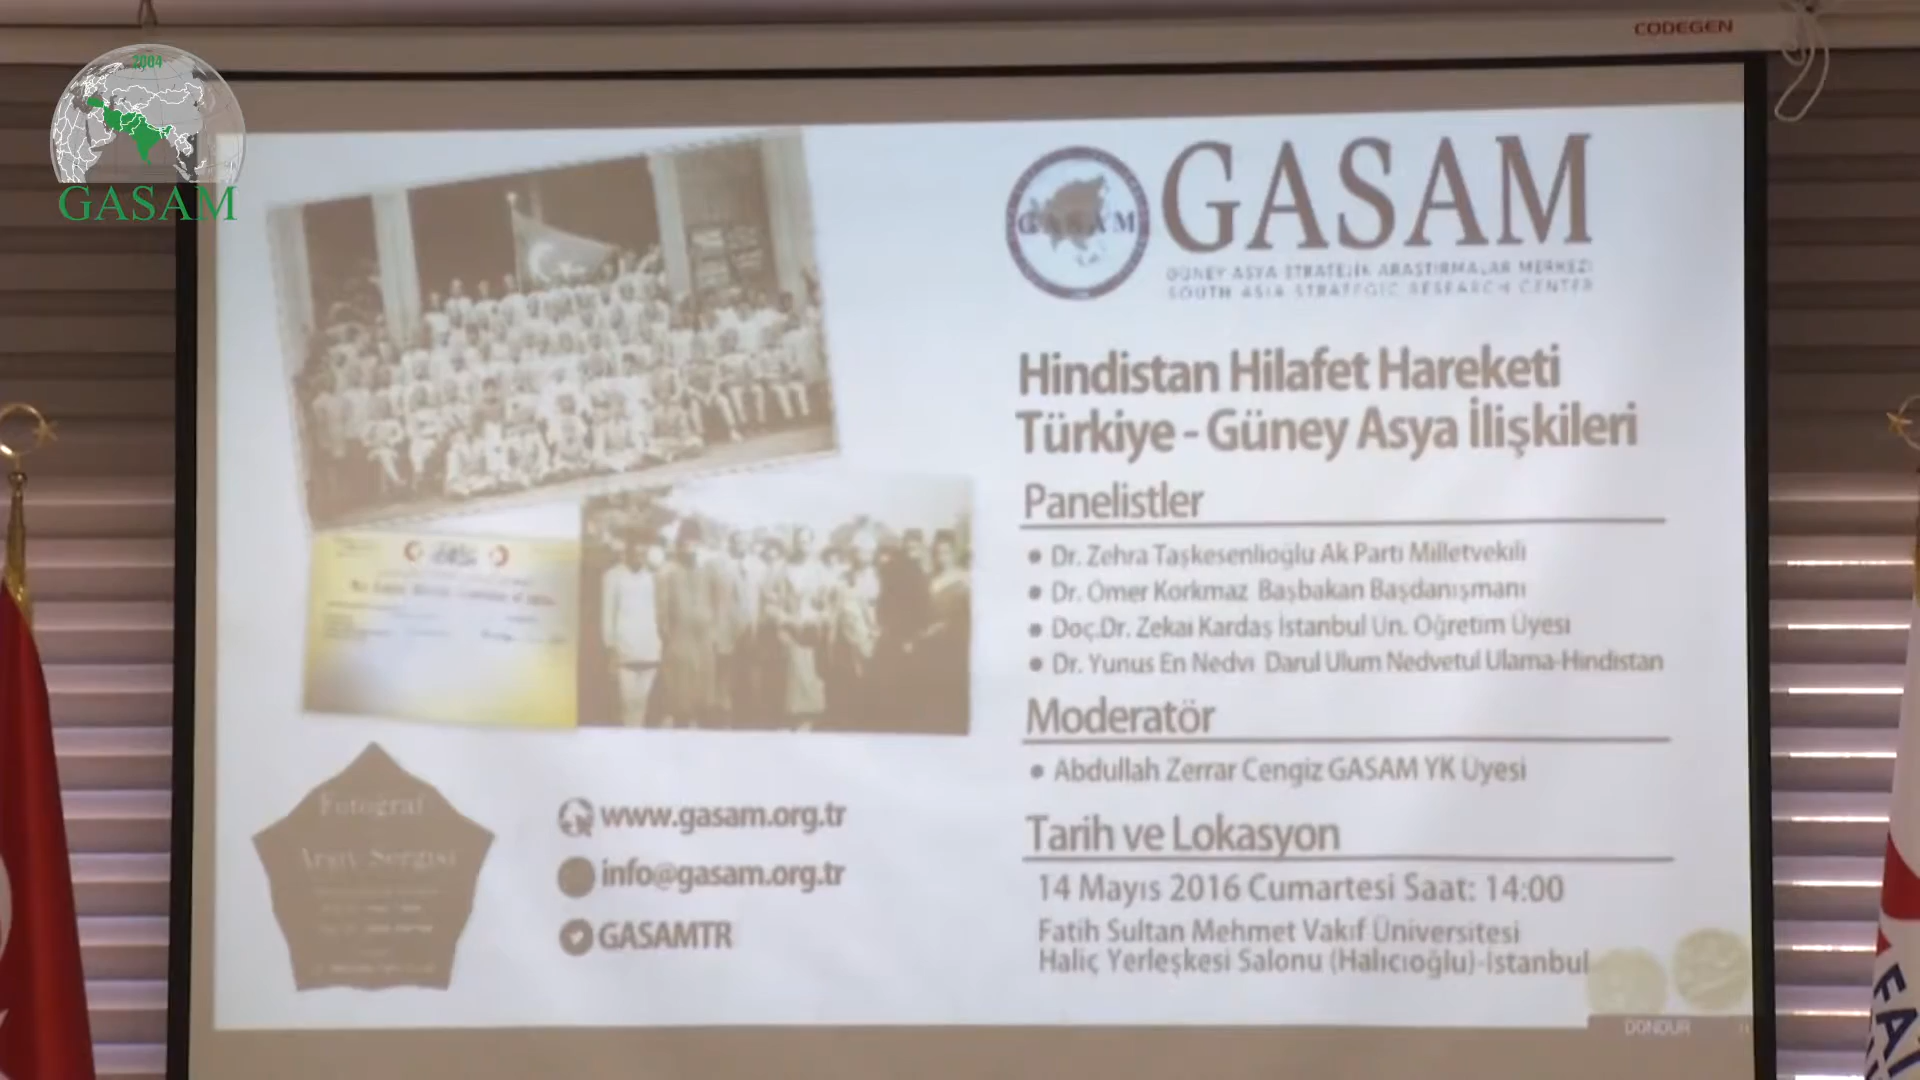 CODEGEN
2004
GASAM
GASAM
GASAM
GÜNEY ASYA STRATEJİK ARAŞTIRMALAR MERKEZİ
SOUTH ASIA STRATEGIC RESEARCH CENTER
Hindistan Hilafet Hareketi
Türkiye - Güney Asya İlişkileri
Panelistler
• Dr. Zehra Taşkesenlioğlu Ak Parti Milletvekili
• Dr. Ömer Korkmaz Başbakan Başdanışmanı
• Doç.Dr. Zekai Kardaş İstanbul Ün. Öğretim Üyesi
• Dr. Yunus En Nedvi Darul Ulum Nedvetul Ulama-Hindistan
Moderatör
• Abdullah Zerrar Cengiz GASAM YK Üyesi
Tarih ve Lokasyon
14 Mayıs 2016 Cumartesi Saat: 14:00
Fatih Sultan Mehmet Vakıf Üniversitesi
Haliç Yerleşkesi Salonu (Halıcıoğlu)-İstanbul
Fotoğraf
Arşiv Sergisi
www.gasam.org.tr
info@gasam.org.tr
GASAMTR
DONDUR